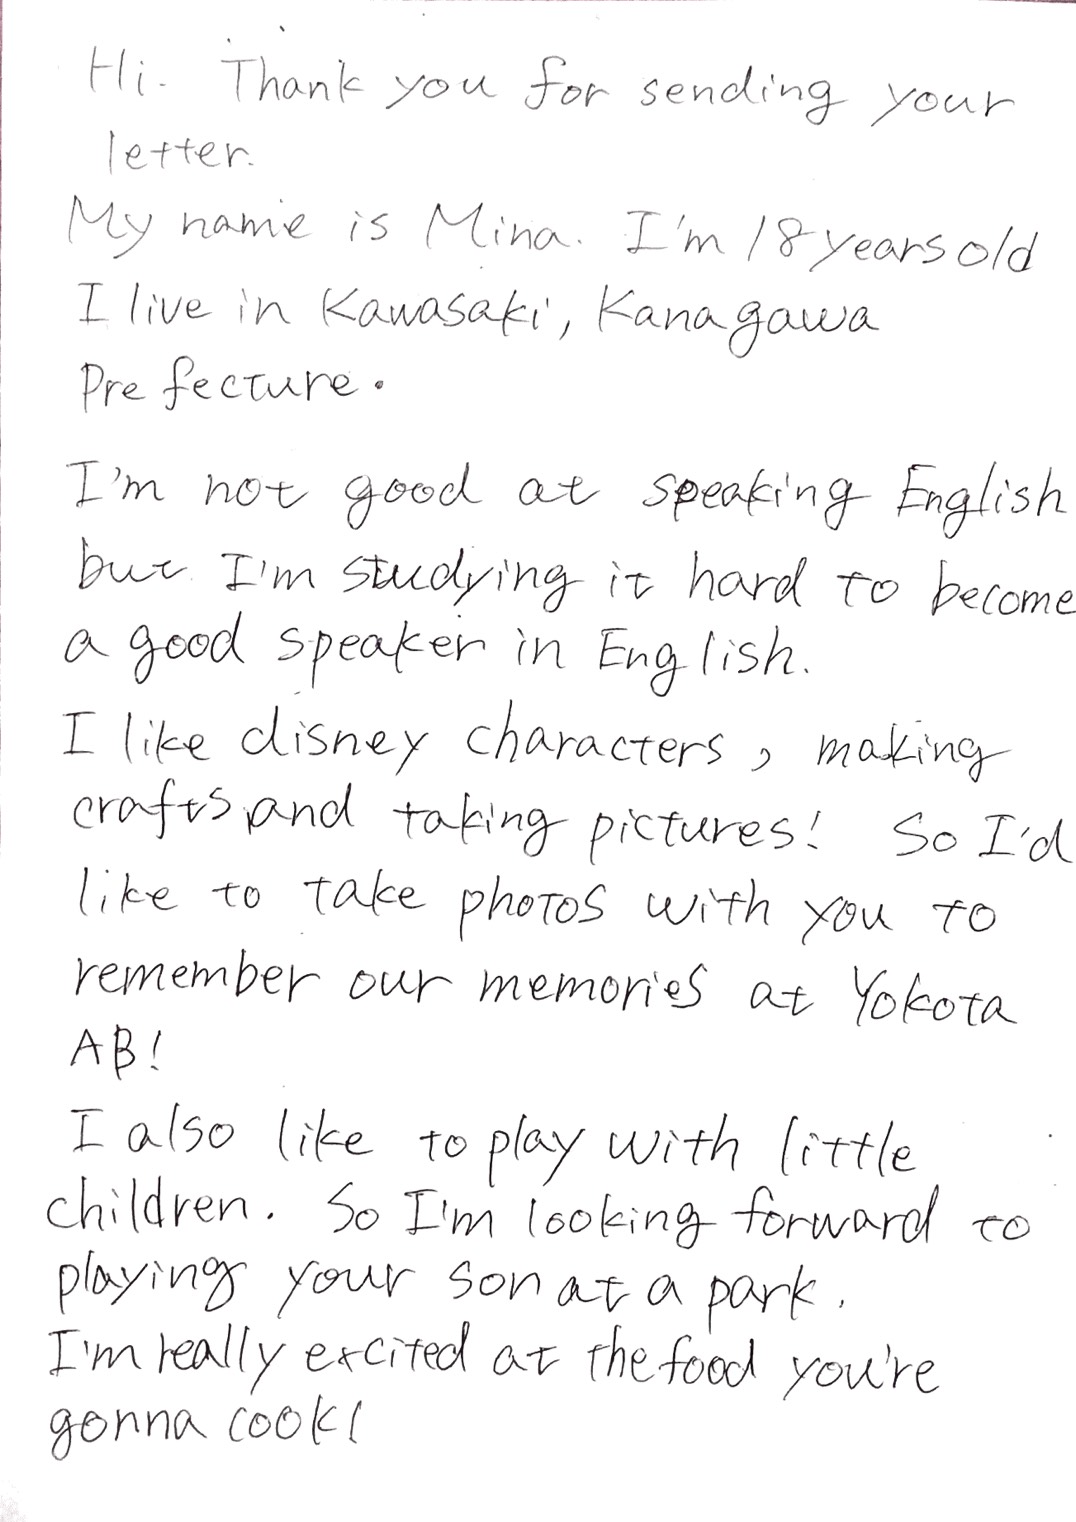 Hi. Thank you for sending your
letter.
My name is Mina. I'm 18 years old
I live in Kawasaki, Kanagawa
Prefecture.
I'm not good at speaking English
but I'm studying it hard to become
a good speaker in English.
I like disney characters, making
crafts, and taking pictures! So I'd
like to take photos with you to
remember our memories at Yokota
AB!
I also like to play with little
children. So I'm looking forward to
playing your son at a park.
I'm really excited at the food you're
gonna cook!